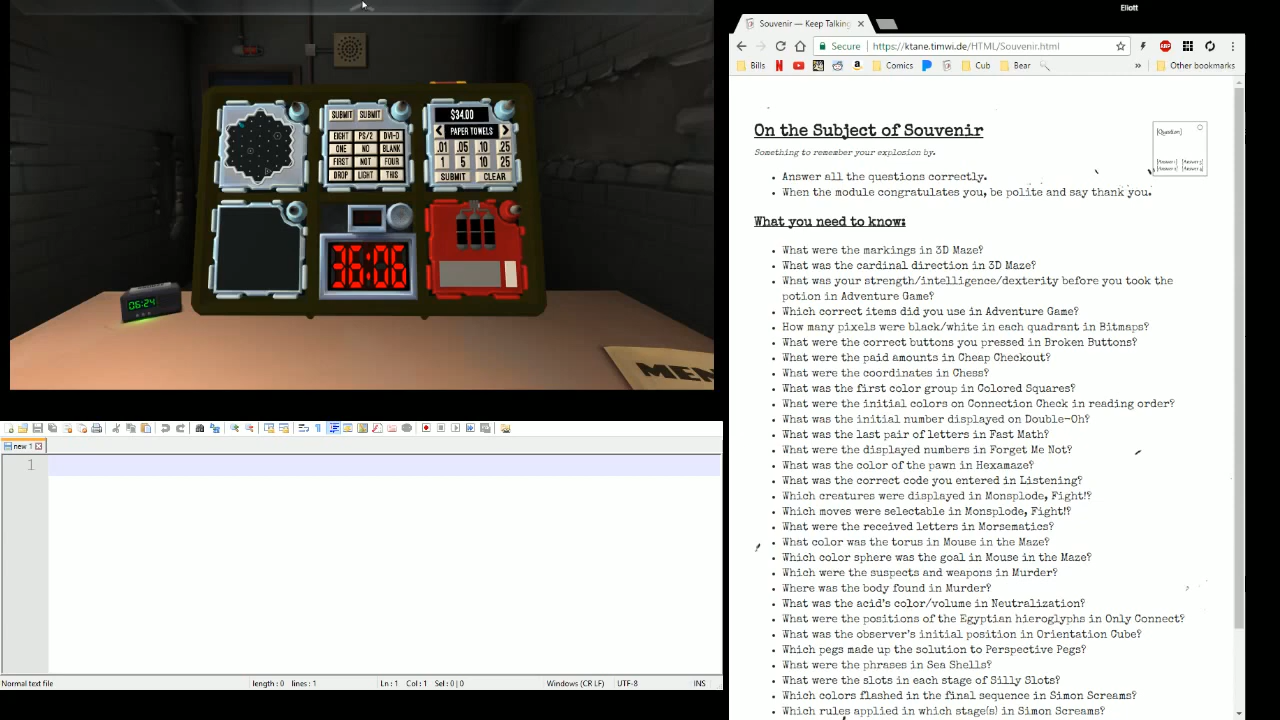 Eliott
Souvenir — Keep Talking
Secure https://ktane.timwi.de/HTML/Souvenir.html
Bills
Comics
Cub
Bear
»
Other bookmarks
$34.00
PAPER TOWELS
.01 .05 .10 .25
1 5 10 25
SUBMIT CLEAR
SUBMIT SUBMIT
EIGHT PS/2 DVI-D
ONE NO BLANK
FIRST NOT FOUR
DROP LIGHT THIS
36:06
06:24
new 1
1
Normal text file
length : 0 lines : 1
Ln : 1 Col : 1 Sel : 0 | 0
Windows (CR LF)
UTF-8
INS
On the Subject of Souvenir
Something to remember your explosion by.
• Answer all the questions correctly.
• When the module congratulates you, be polite and say thank you.
What you need to know:
• What were the markings in 3D Maze?
• What was the cardinal direction in 3D Maze?
• What was your strength/intelligence/dexterity before you took the
potion in Adventure Game?
• Which correct items did you use in Adventure Game?
• How many pixels were black/white in each quadrant in Bitmaps?
• What were the correct buttons you pressed in Broken Buttons?
• What were the paid amounts in Cheap Checkout?
• What were the coordinates in Chess?
• What was the first color group in Colored Squares?
• What were the initial colors on Connection Check in reading order?
• What was the initial number displayed on Double-Oh?
• What was the last pair of letters in Fast Math?
• What were the displayed numbers in Forget Me Not?
• What was the color of the pawn in Hexamaze?
• What was the correct code you entered in Listening?
• Which creatures were displayed in Monsplode, Fight!?
• Which moves were selectable in Monsplode, Fight!?
• What were the received letters in Morsematics?
• What color was the torus in Mouse in the Maze?
• Which color sphere was the goal in Mouse in the Maze?
• Which were the suspects and weapons in Murder?
• Where was the body found in Murder?
• What was the acid's color/volume in Neutralization?
• What were the positions of the Egyptian hieroglyphs in Only Connect?
• What was the observer's initial position in Orientation Cube?
• Which pegs made up the solution to Perspective Pegs?
• What were the phrases in Sea Shells?
• What were the slots in each stage of Silly Slots?
• Which colors flashed in the final sequence in Simon Screams?
• Which rules applied in which stage(s) in Simon Screams?